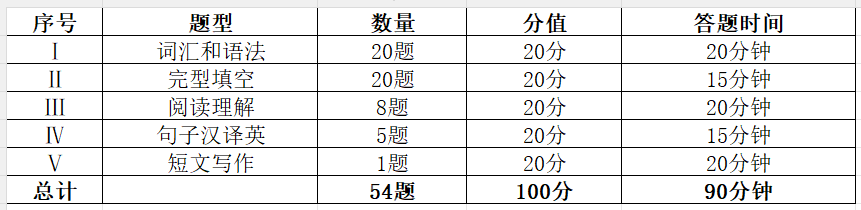 序号 题型 数量 分值 答题时间
Ⅰ 词汇和语法 20题 20分 20分钟
Ⅱ 完型填空 20题 20分 15分钟
Ⅲ 阅读理解 8题 20分 20分钟
Ⅳ 句子汉译英 5题 20分 15分钟
Ⅴ 短文写作 1题 20分 20分钟
总计 54题 100分 90分钟